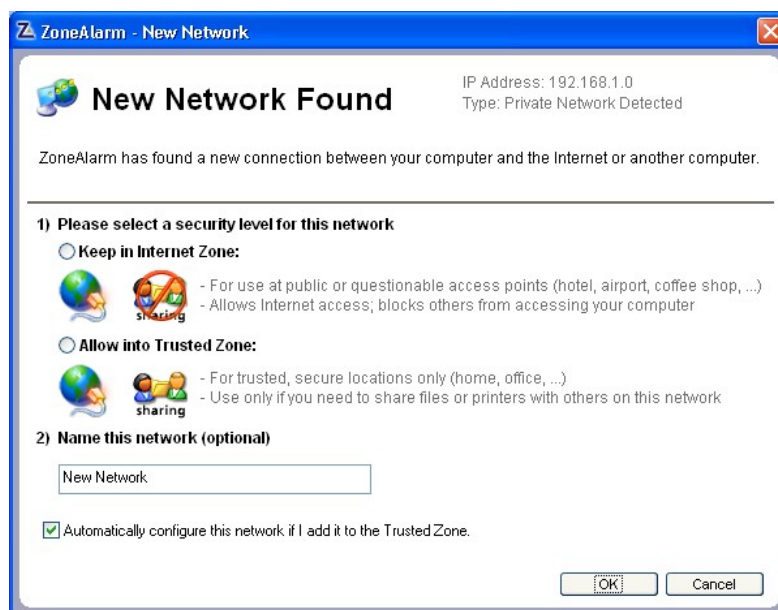 ZoneAlarm - New Network
New Network Found
IP Address: 192.168.1.0
Type: Private Network Detected
ZoneAlarm has found a new connection between your computer and the Internet or another computer.
1) Please select a security level for this network
Keep in Internet Zone:
- For use at public or questionable access points (hotel, airport, coffee shop, ...)
- Allows Internet access; blocks others from accessing your computer
sharing
Allow into Trusted Zone:
- For trusted, secure locations only (home, office, ...)
- Use only if you need to share files or printers with others on this network
sharing
2) Name this network (optional)
New Network
Automatically configure this network if I add it to the Trusted Zone.
OK Cancel